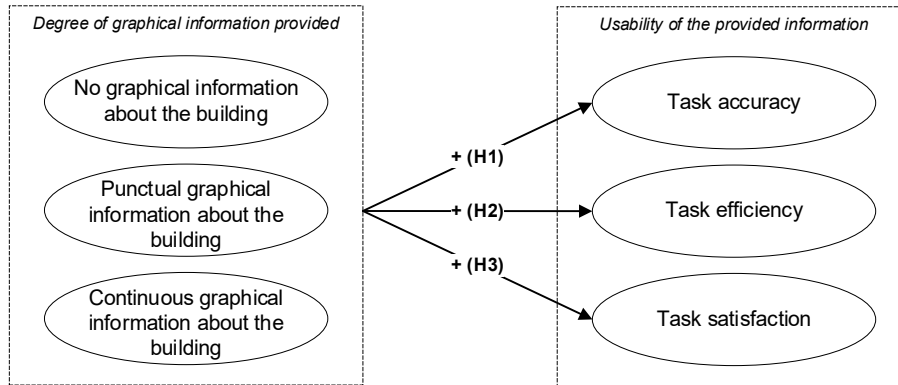 Degree of graphical information provided
No graphical information
about the building
Punctual graphical
information about the
building
Continuous graphical
information about the
building
+ (H1)
+ (H2)
+ (H3)
Usability of the provided information
Task accuracy
Task efficiency
Task satisfaction